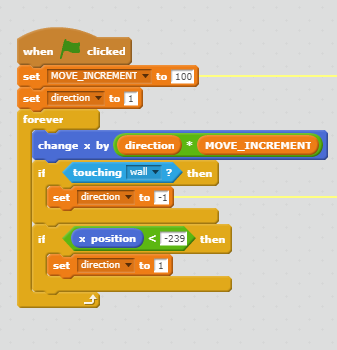 when clicked
set MOVE_INCREMENT to 100
set direction to 1
forever
change x by direction * MOVE_INCREMENT
if touching wall ? then
set direction to -1
if x position < -239 then
set direction to 1